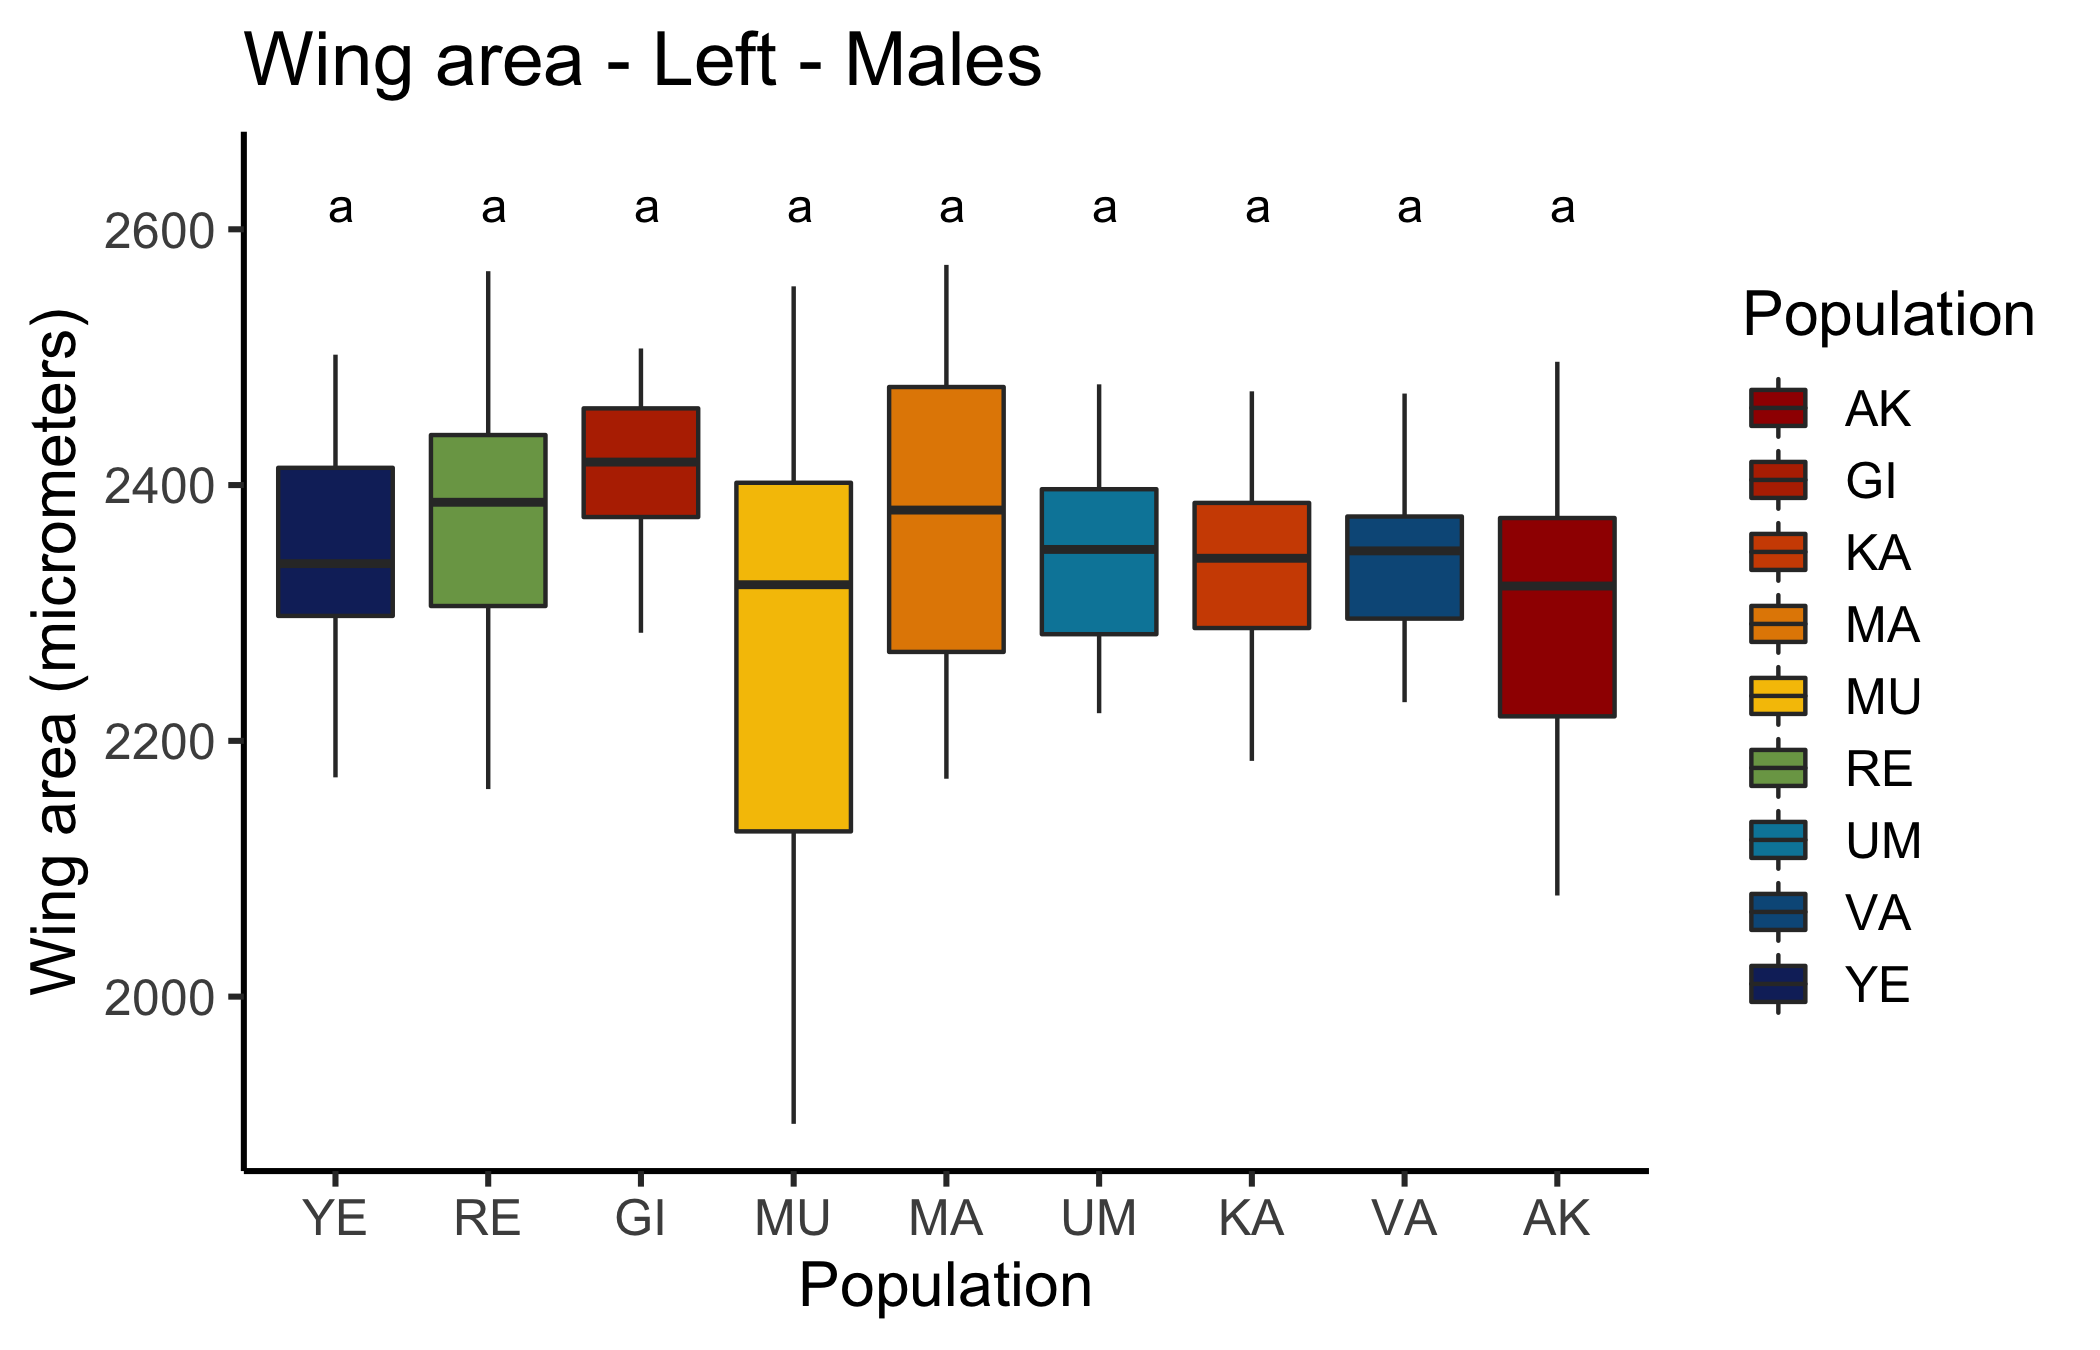 Wing area - Left - Males
Wing area (micrometers)
2600
2400
2200
2000
a a a a a a a a a
YE RE GI MU MA UM KA VA AK
Population
Population
AK
GI
KA
MA
MU
RE
UM
VA
YE